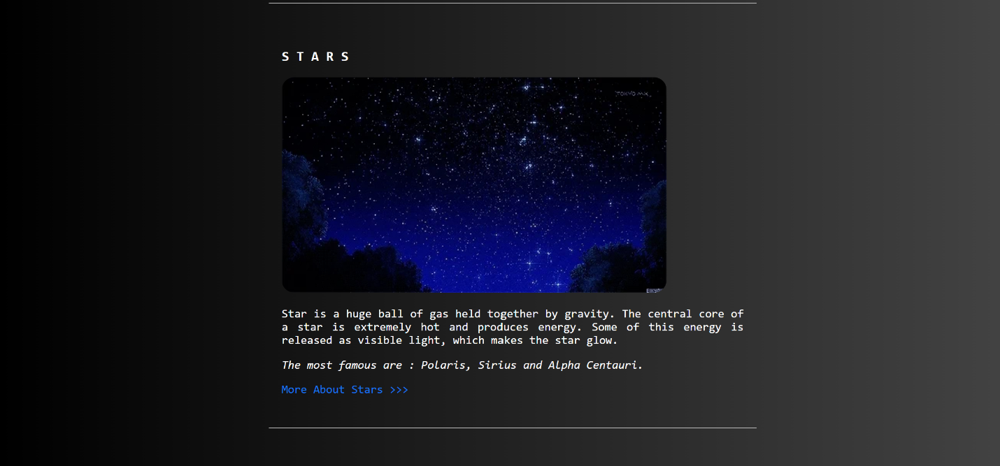 S T A R S
TOKYO MX
Star is a huge ball of gas held together by gravity. The central core of
a star is extremely hot and produces energy. Some of this energy is
released as visible light, which makes the star glow.
The most famous are : Polaris, Sirius and Alpha Centauri.
More About Stars >>>